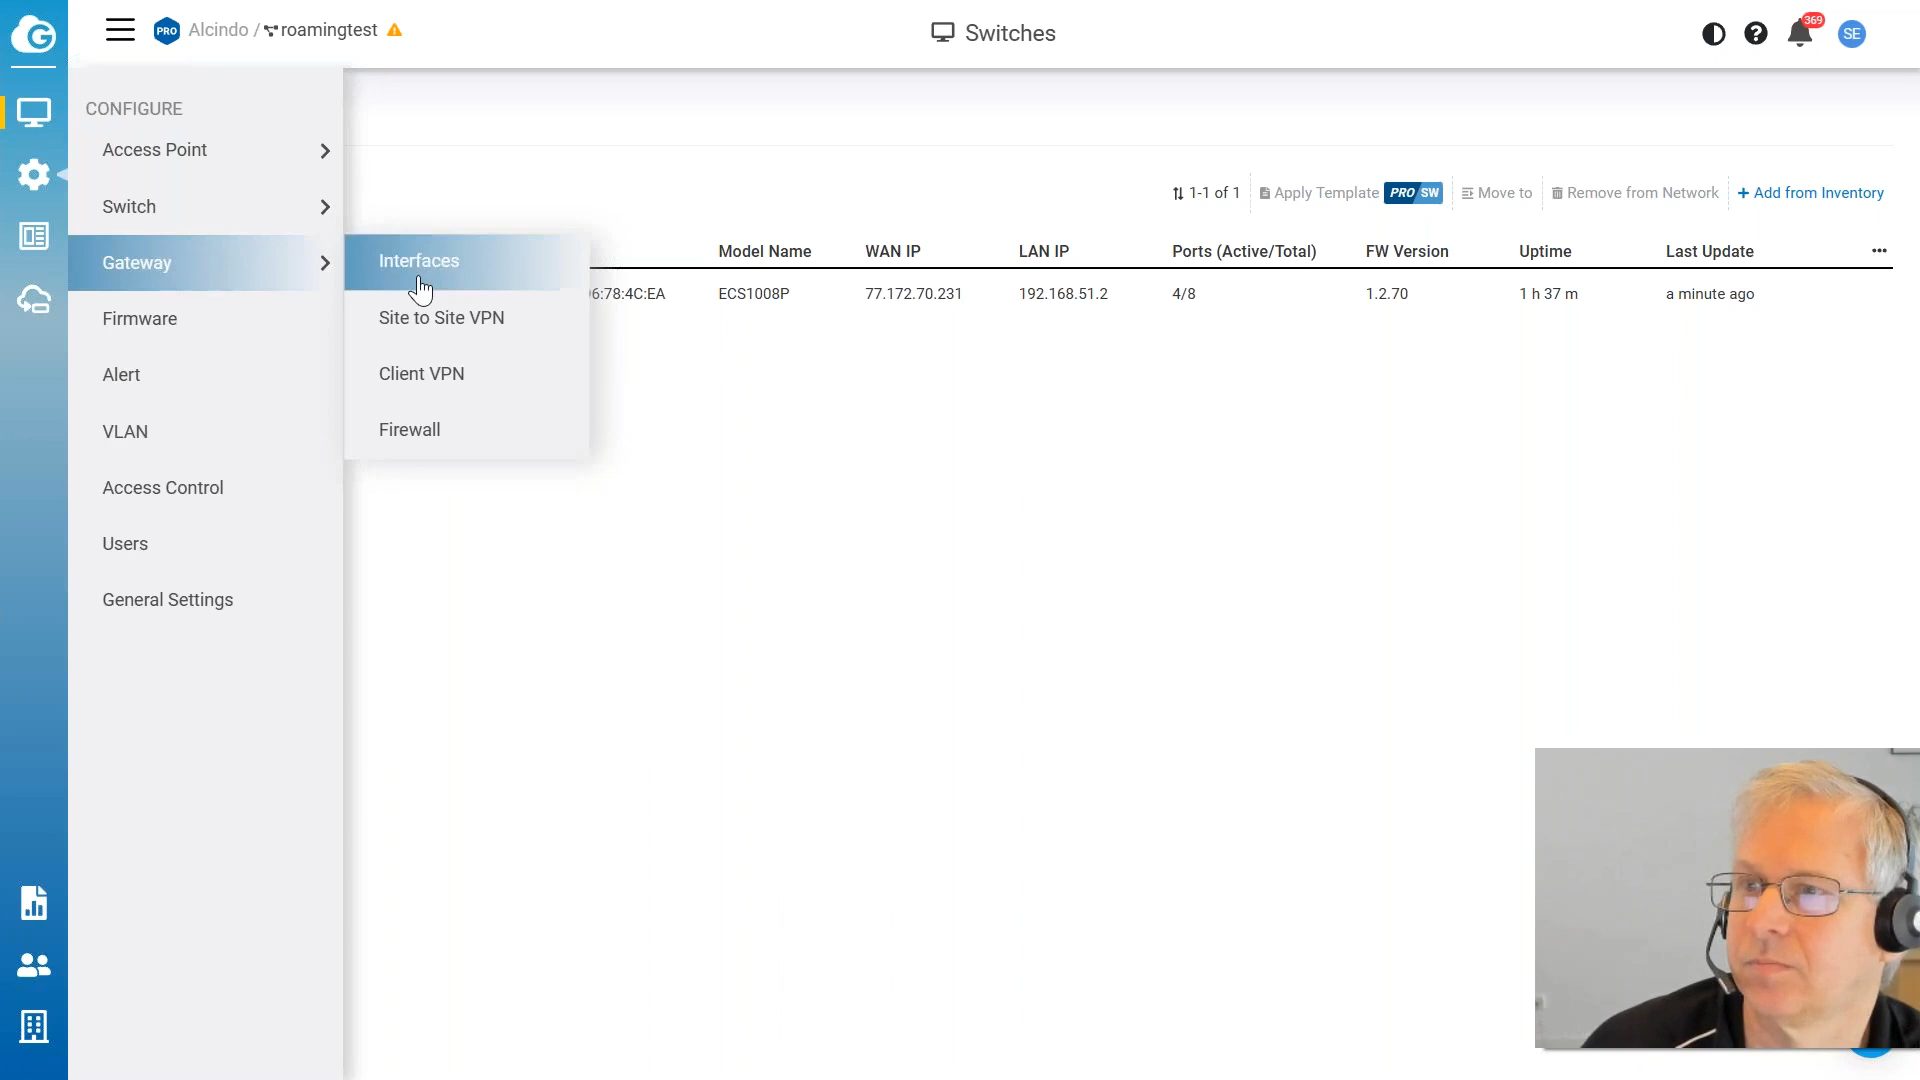 PRO Alcindo / roamingtest
Switches
369
SE
CONFIGURE
Access Point
Switch
Gateway
Firmware
Alert
VLAN
Access Control
Users
General Settings
Interfaces
Site to Site VPN
Client VPN
Firewall
1-1 of 1 Apply Template PRO SW Move to Remove from Network + Add from Inventory
Model Name WAN IP LAN IP Ports (Active/Total) FW Version Uptime Last Update
6:78:4C:EA ECS1008P 77.172.70.231 192.168.51.2 4/8 1.2.70 1 h 37 m a minute ago